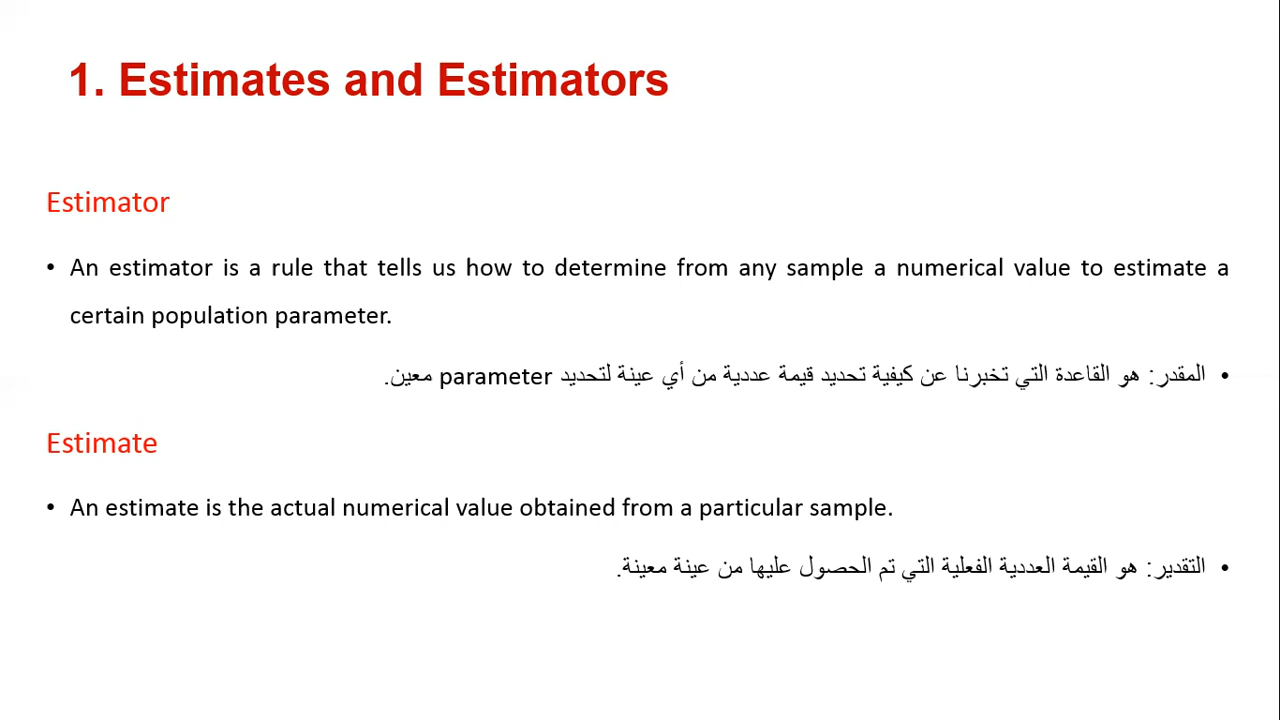 1. Estimates and Estimators
Estimator
• An estimator is a rule that tells us how to determine from any sample a numerical value to estimate a
certain population parameter.
• المقدر: هو القاعدة التي تخبرنا عن كيفية تحديد قيمة عددية من أي عينة لتحديد parameter معين.
Estimate
• An estimate is the actual numerical value obtained from a particular sample.
• التقدير: هو القيمة العددية الفعلية التي تم الحصول عليها من عينة معينة.